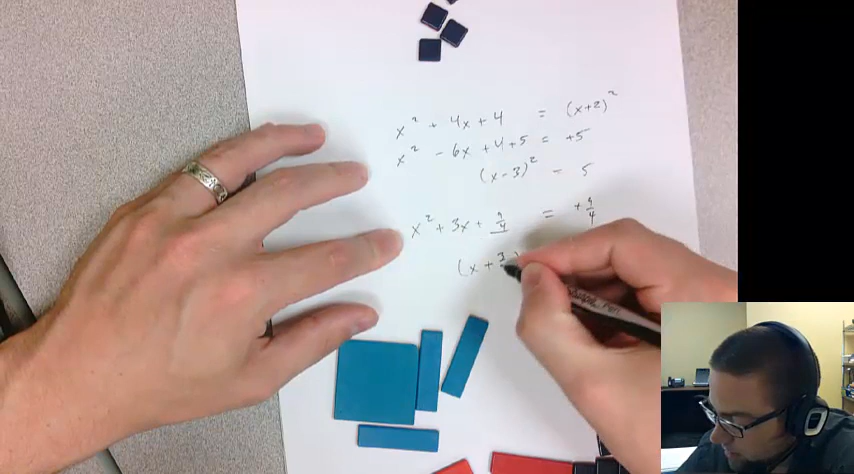 x² + 4x + 4 = (x+2)²
x² - 6x + 4 + 5 = +5
(x-3)² = 5
x² + 3x + 9/4 = + 9/4
(x + 3